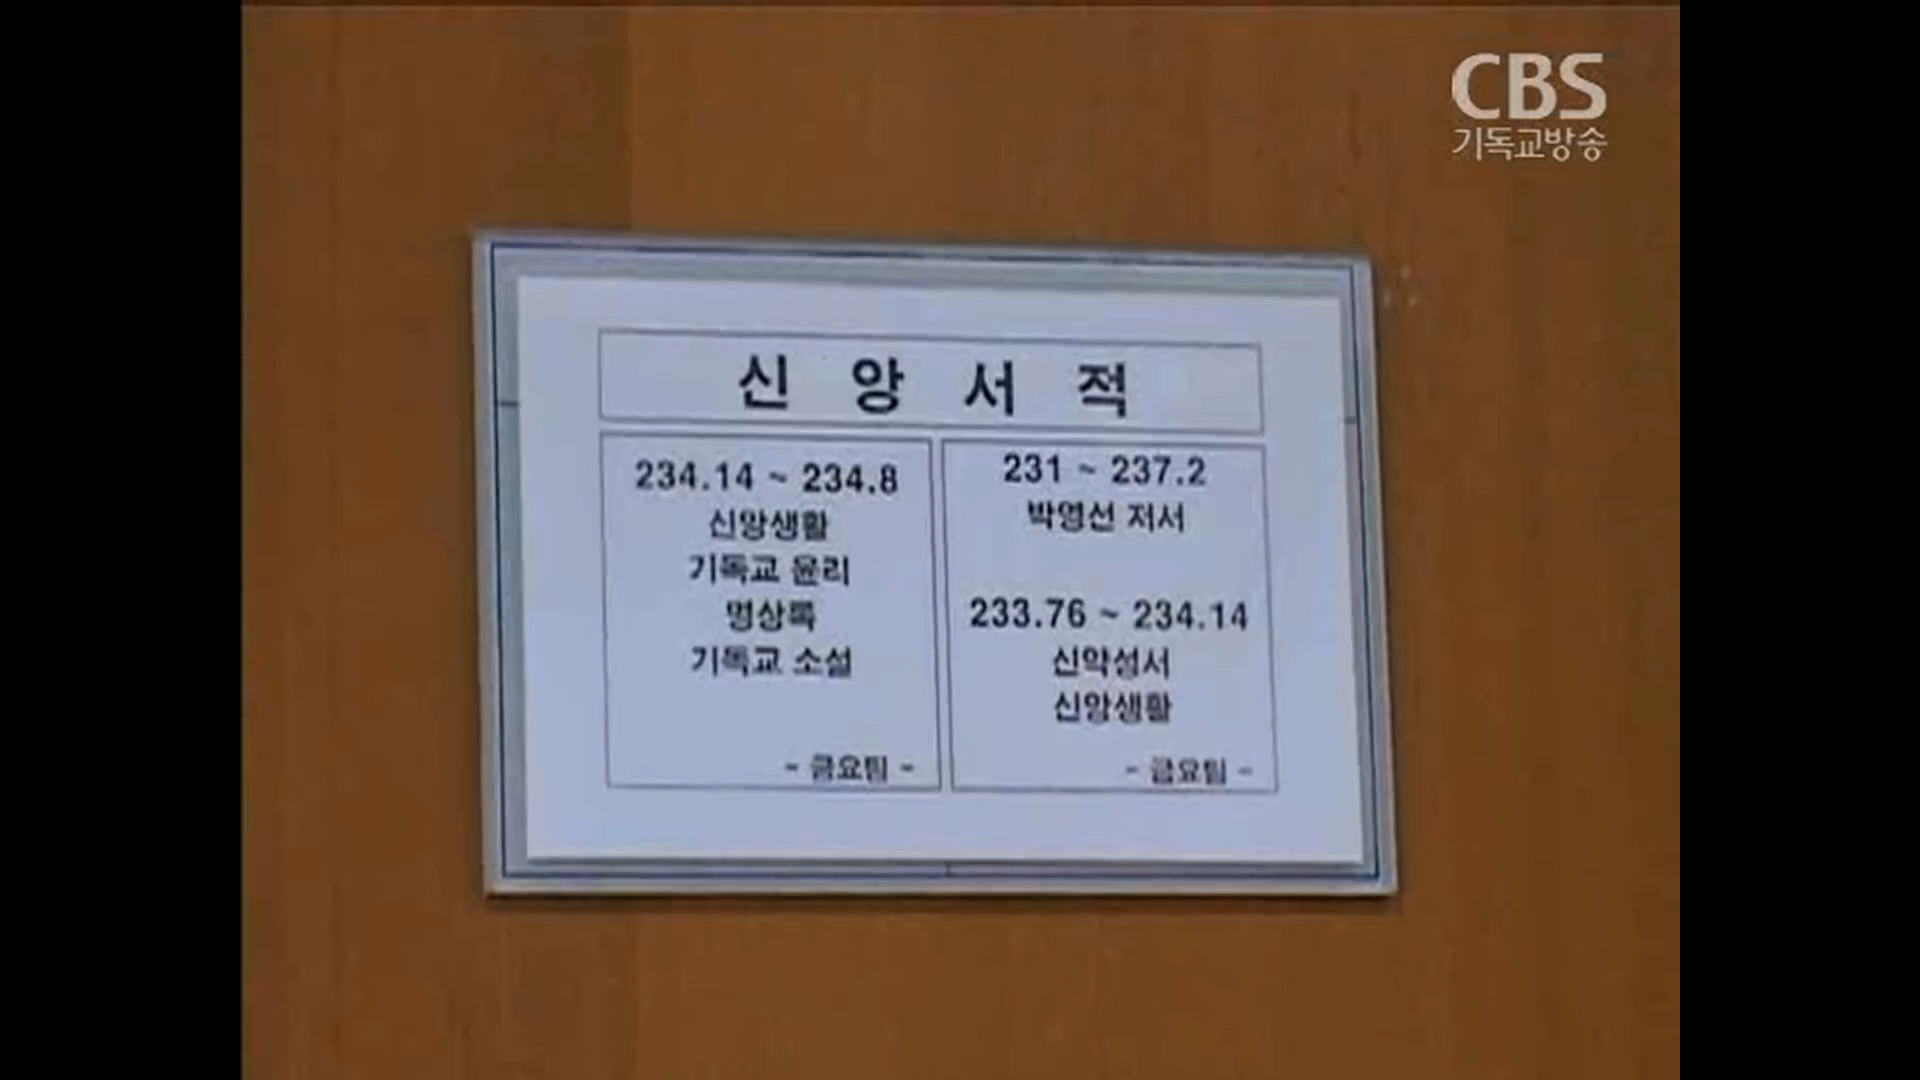 CBS
기독교방송
신 앙 서 적
234.14 ~ 234.8
신앙생활
기독교 윤리
명상록
기독교 소설
- 금요팀 -
231 ~ 237.2
박영선 저서
233.76 ~ 234.14
신약성서
신앙생활
- 금요팀 -